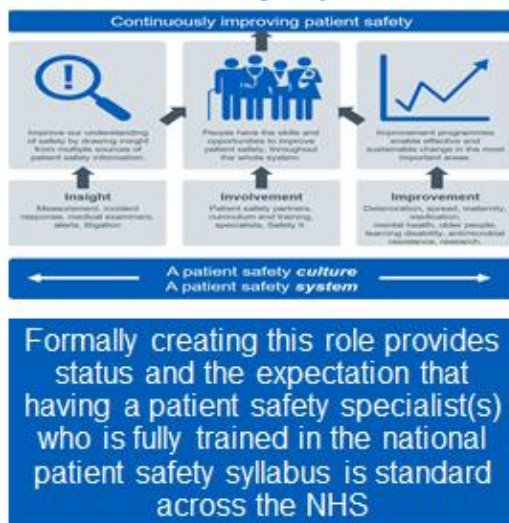 Continuously improving patient safety
Improve our understanding
of safety by drawing insight
from multiple sources of
patient safety information.
People have the skills and
opportunities to improve
patient safety, throughout
the whole system
Improvement programmes
enable effective and
sustainable change in the most
important areas.
Insight
Measurement, incident
response, medical examiners,
alerts, litigation
Involvement
Patient safety partners,
curriculum and training,
specialists, Safety II
Improvement
Deterioration, spread, maternity,
medication,
mental health, older people,
learning disability, antimicrobial
resistance, research.
A patient safety culture
A patient safety system
Formally creating this role provides
status and the expectation that
having a patient safety specialist(s)
who is fully trained in the national
patient safety syllabus is standard
across the NHS